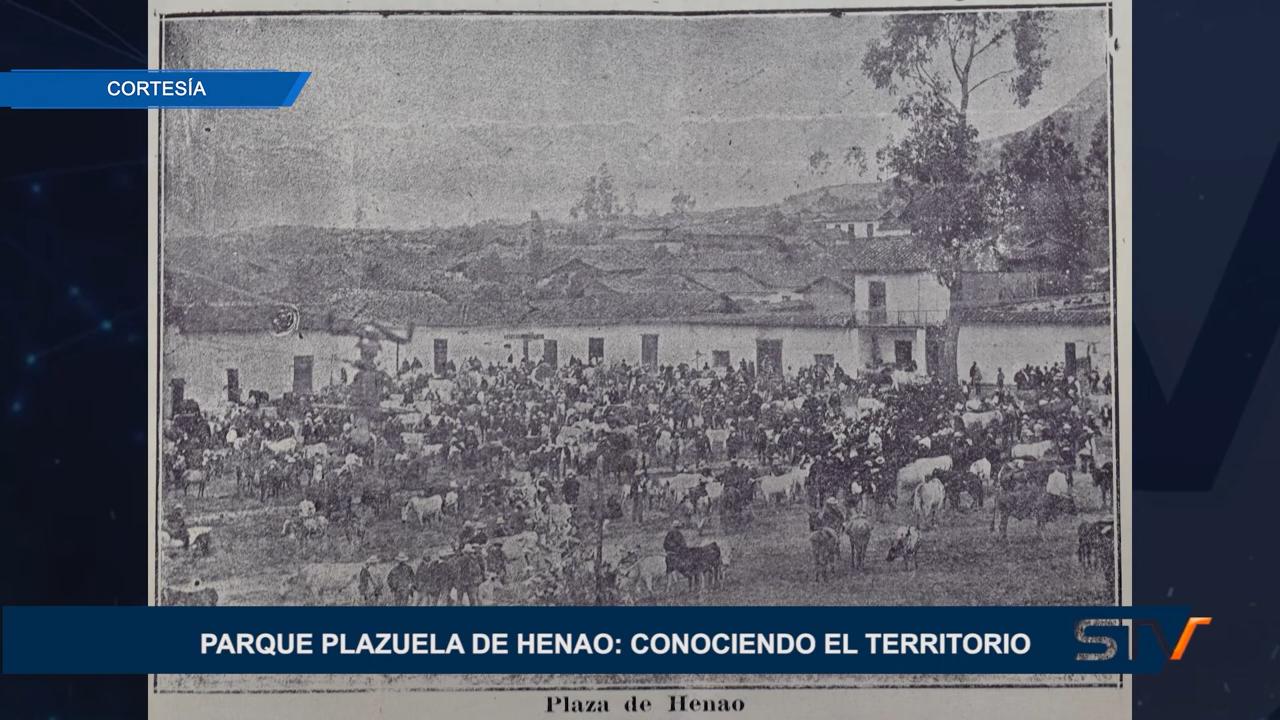 CORTESÍA
PARQUE PLAZUELA DE HENAO: CONOCIENDO EL TERRITORIO
STV
Plaza de Henao